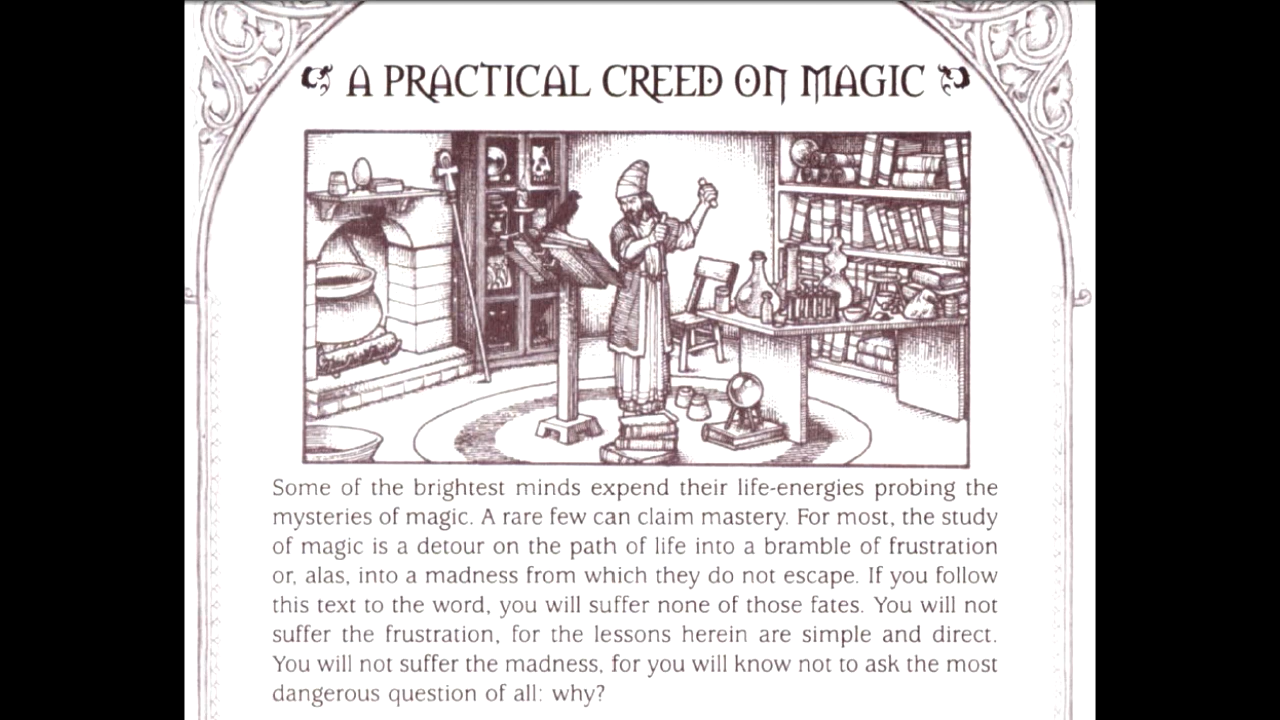 A PRACTICAL CREED ON MAGIC
Some of the brightest minds expend their life-energies probing the
mysteries of magic. A rare few can claim mastery. For most, the study
of magic is a detour on the path of life into a bramble of frustration
or, alas, into a madness from which they do not escape. If you follow
this text to the word, you will suffer none of those fates. You will not
suffer the frustration, for the lessons herein are simple and direct.
You will not suffer the madness, for you will know not to ask the most
dangerous question of all: why?